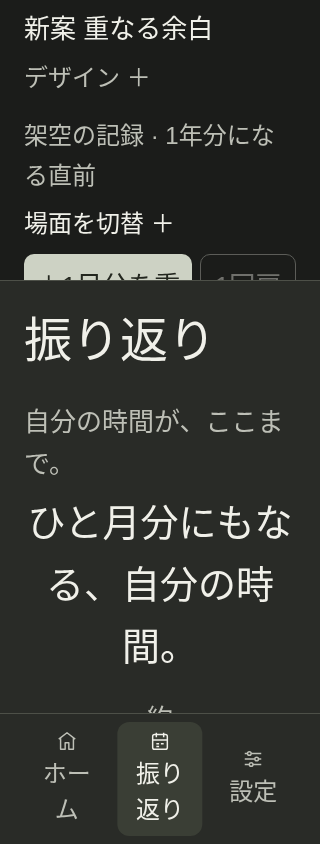 新案 重なる余白
デザイン ＋
架空の記録 · 1年分にな
る直前
場面を切替 ＋
振り返り
自分の時間が、ここま
で。
ひと月分にもな
る、自分の時
間。
ホー
ム
振り
返り
設定